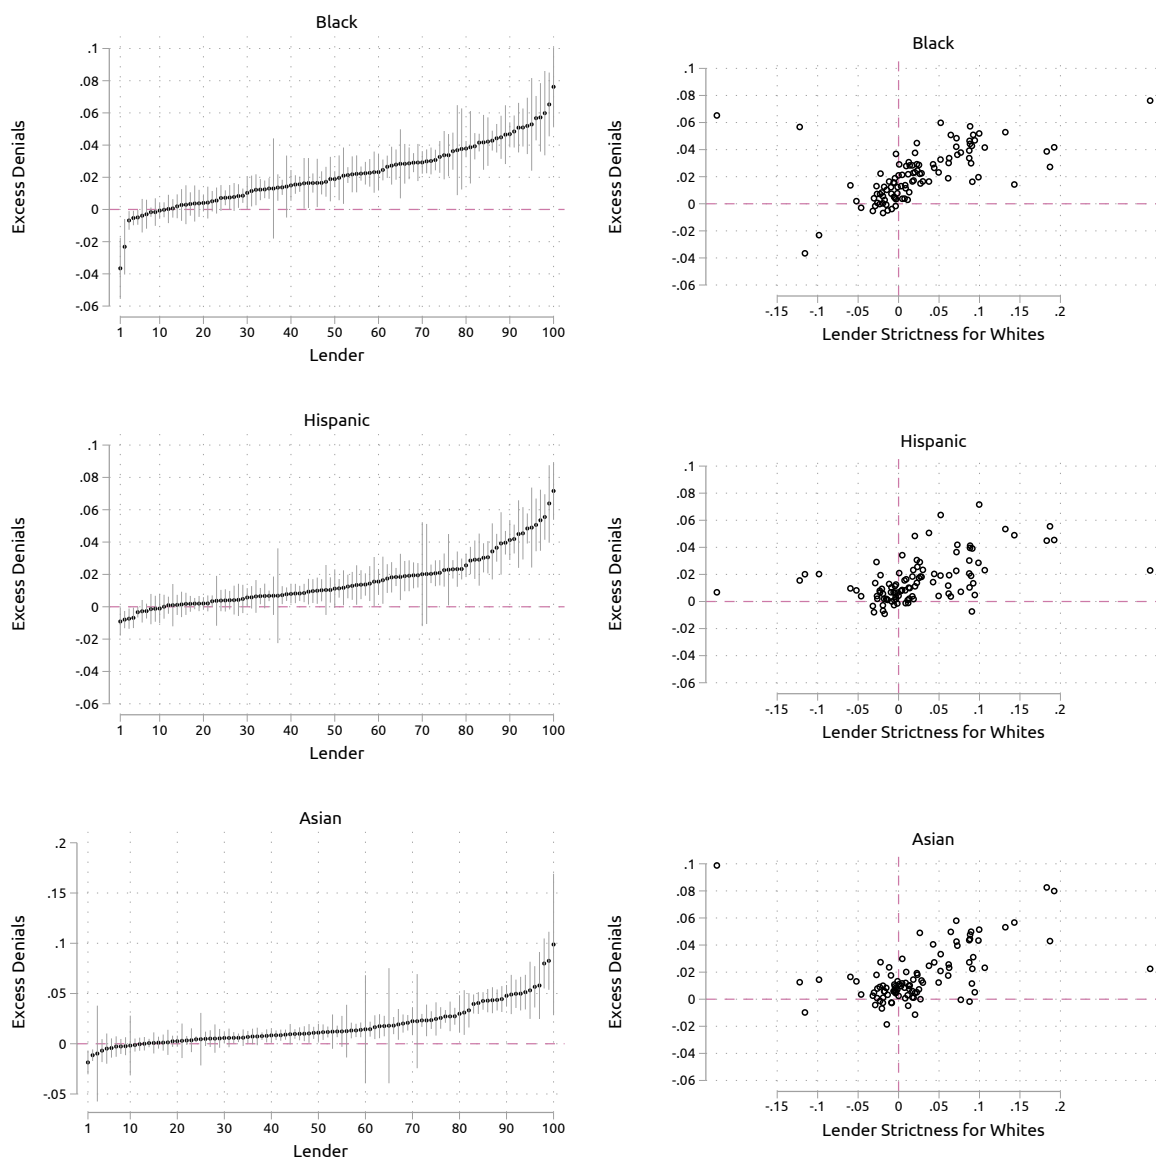 Black
Excess Denials
.1
.08
.06
.04
.02
0
-.02
-.04
-.06
1 10 20 30 40 50 60 70 80 90 100
Lender
Black
Excess Denials
.1
.08
.06
.04
.02
0
-.02
-.04
-.06
-.15 -.1 -.05 0 .05 .1 .15 .2
Lender Strictness for Whites
Hispanic
Excess Denials
.1
.08
.06
.04
.02
0
-.02
-.04
-.06
1 10 20 30 40 50 60 70 80 90 100
Lender
Hispanic
Excess Denials
.1
.08
.06
.04
.02
0
-.02
-.04
-.06
-.15 -.1 -.05 0 .05 .1 .15 .2
Lender Strictness for Whites
Asian
Excess Denials
.2
.15
.1
.05
0
-.05
1 10 20 30 40 50 60 70 80 90 100
Lender
Asian
Excess Denials
.1
.08
.06
.04
.02
0
-.02
-.04
-.06
-.15 -.1 -.05 0 .05 .1 .15 .2
Lender Strictness for Whites